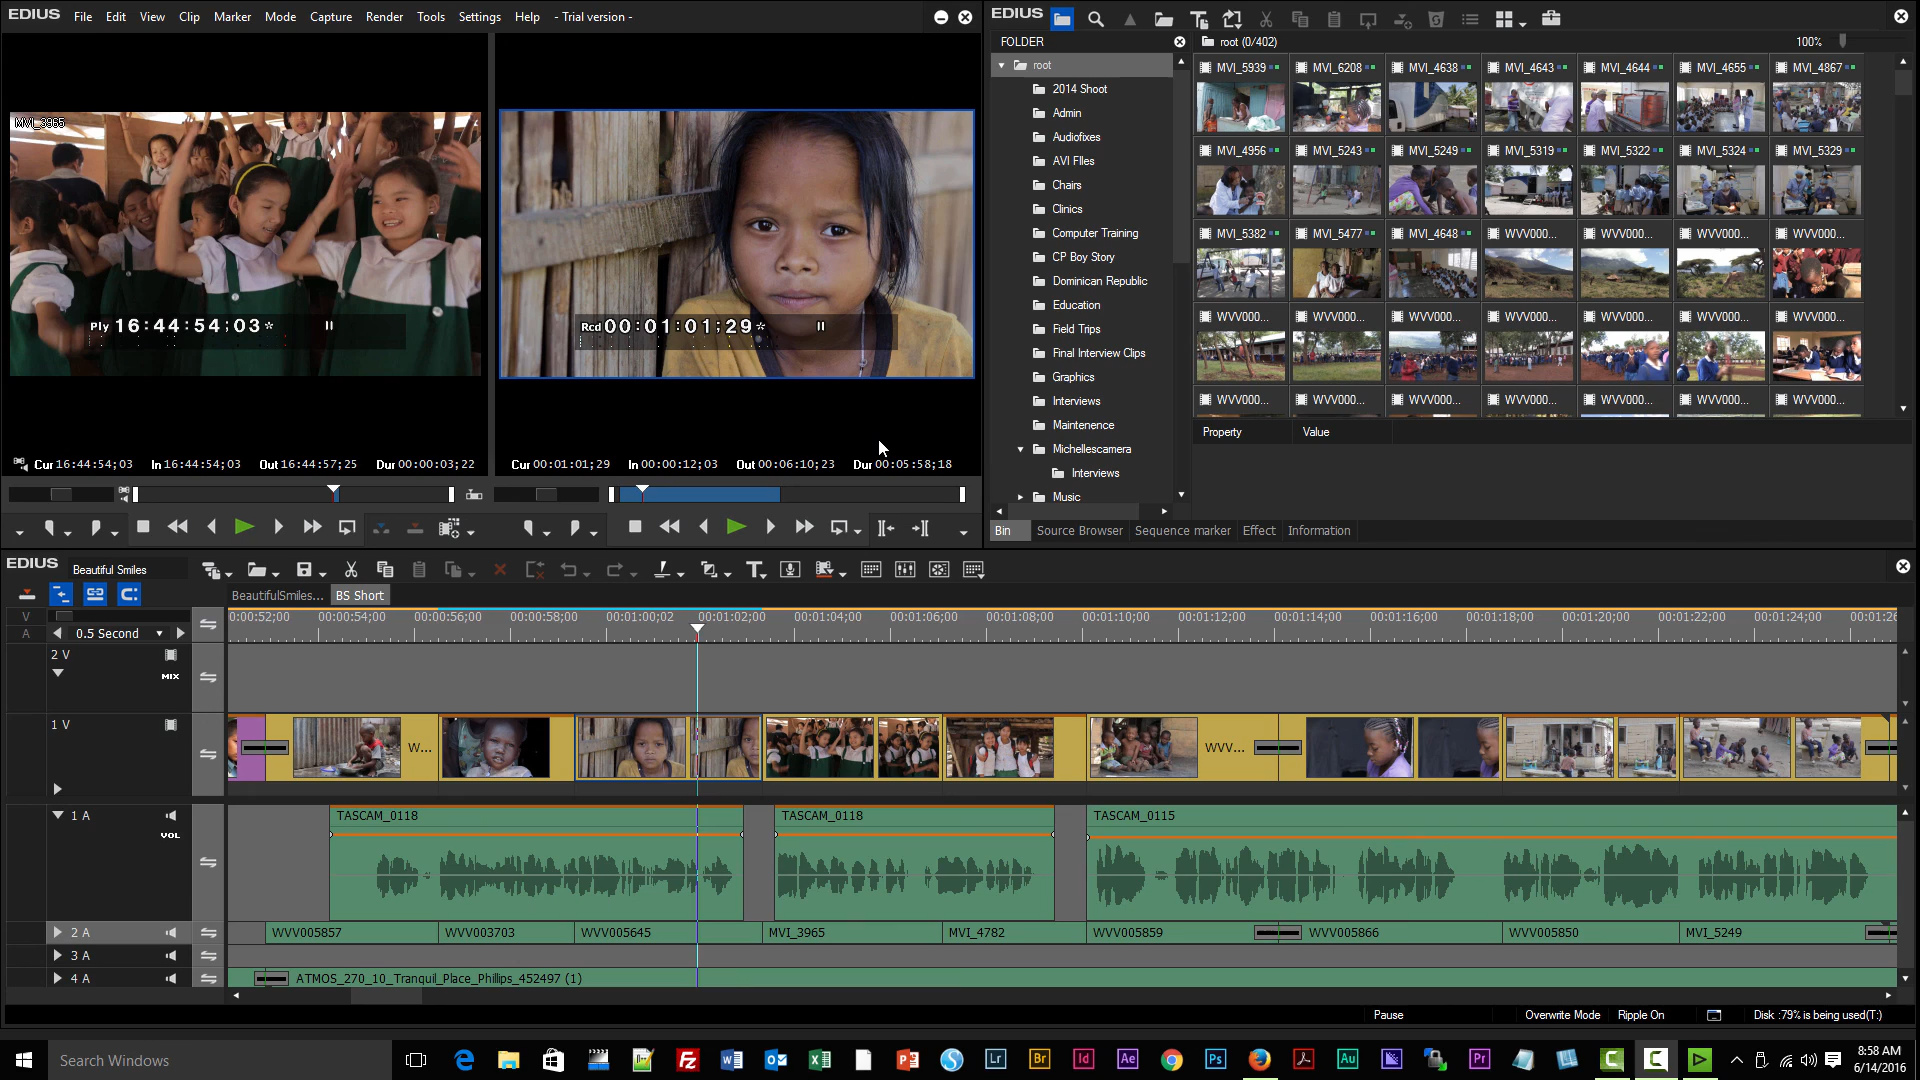 EDIUS File Edit View Clip Marker Mode Capture Render Tools Settings Help - Trial version -
MVI_3965
Ply 16:44:54;03*
Rcd 00:01:01;29*
Cur 16:44:54;03 In 16:44:54;03 Out 16:44:57;25 Dur 00:00:03;22
Cur 00:01:01;29 In 00:00:12;03 Out 00:06:10;23 Dur 00:05:58;18
EDIUS
FOLDER
root (0/402)
100%
root
2014 Shoot
Admin
Audiofixes
AVI FIles
Chairs
Clinics
Computer Training
CP Boy Story
Dominican Republic
Education
Field Trips
Final Interview Clips
Graphics
Interviews
Maintenence
Michellescamera
Interviews
Music
MVI_5939 MVI_6208 MVI_4638 MVI_4643 MVI_4644 MVI_4655 MVI_4867
MVI_4956 MVI_5243 MVI_5249 MVI_5319 MVI_5322 MVI_5324 MVI_5329
MVI_5382 MVI_5477 MVI_4648 WVV000... WVV000... WVV000... WVV000...
WVV000... WVV000... WVV000... WVV000... WVV000... WVV000... WVV000...
WVV000... WVV000... WVV000... WVV000... WVV000... WVV000... WVV000...
Property Value
Bin Source Browser Sequence marker Effect Information
EDIUS Beautiful Smiles
BeautifulSmiles... BS Short
V
A 0.5 Second
0:00:52;00 00:00:54;00 00:00:56;00 00:00:58;00 00:01:00;02 00:01:02;00 00:01:04;00 00:01:06;00 00:01:08;00 00:01:10;00 00:01:12;00 00:01:14;00 00:01:16;00 00:01:18;00 00:01:20;00 00:01:22;00 00:01:24;00 00:01:26
2 V
MIX
1 V
W... WVV...
1 A TASCAM_0118 TASCAM_0118 TASCAM_0115
VOL
2 A WVV005857 WVV003703 WVV005645 MVI_3965 MVI_4782 WVV005859 WVV005866 WVV005850 MVI_5249
3 A
4 A ATMOS_270_10_Tranquil_Place_Phillips_452497 (1)
Pause Overwrite Mode Ripple On Disk :79% is being used(T:)
Search Windows
Lr Br Id Ae Ps Au Pr
8:58 AM
6/14/2016